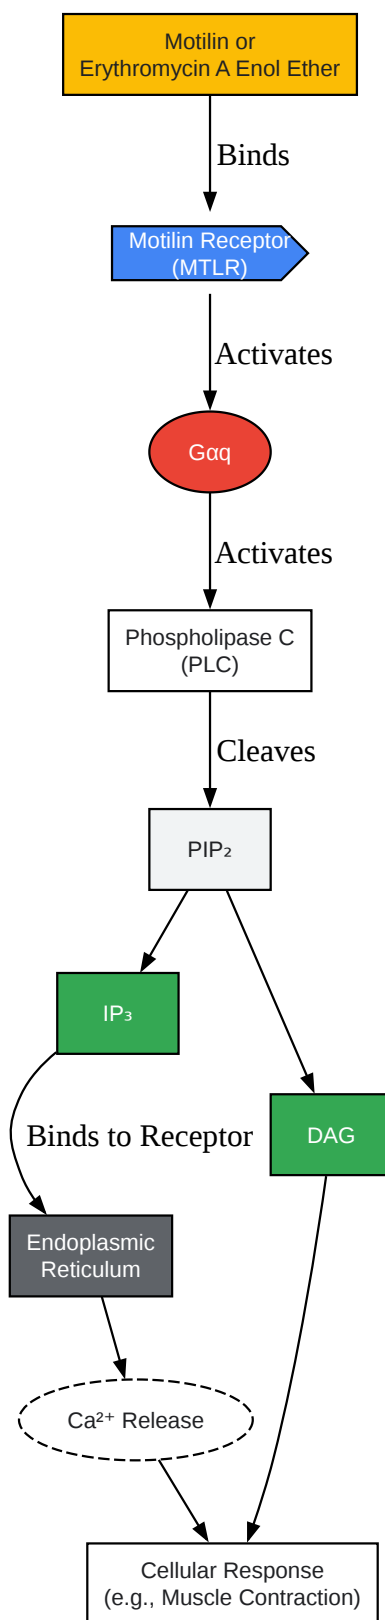 Motilin or
Erythromycin A Enol Ether
Binds
Motilin Receptor
(MTLR)
Activates
Gαq
Activates
Phospholipase C
(PLC)
Cleaves
PIP₂
IP₃
Binds to Receptor
DAG
Endoplasmic
Reticulum
Ca²⁺ Release
Cellular Response
(e.g., Muscle Contraction)